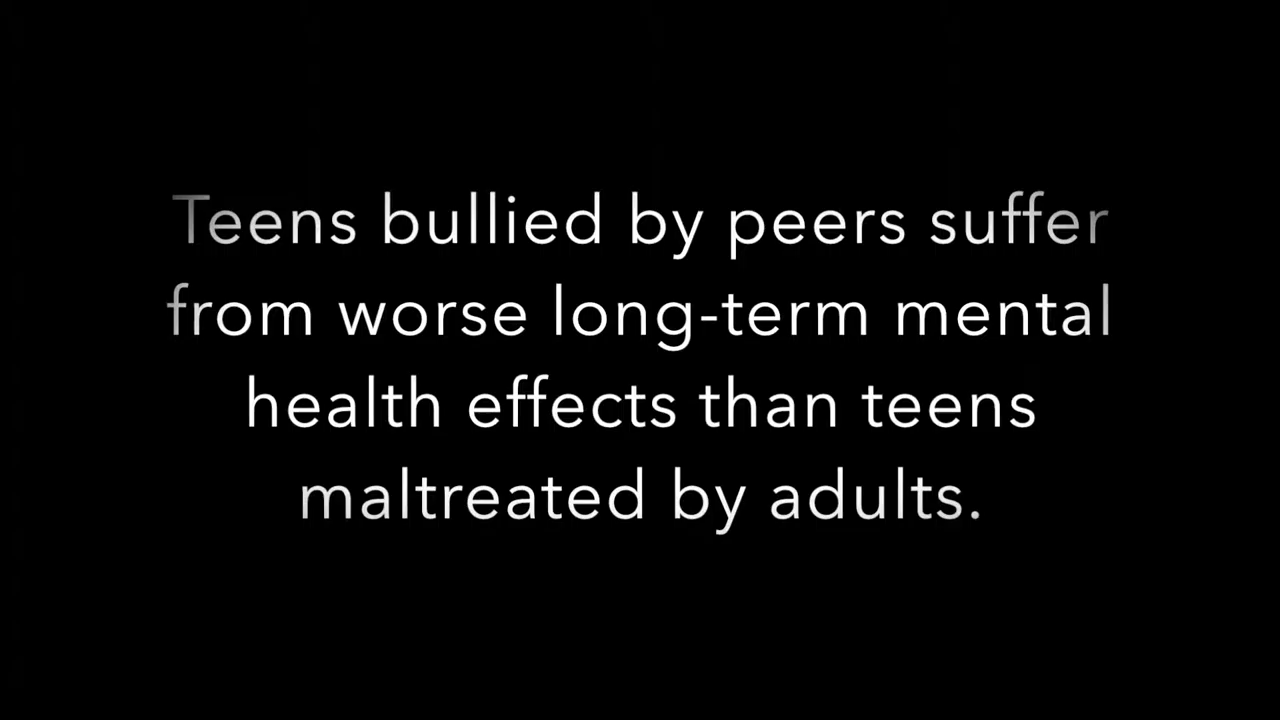 Teens bullied by peers suffer
from worse long-term mental
health effects than teens
maltreated by adults.